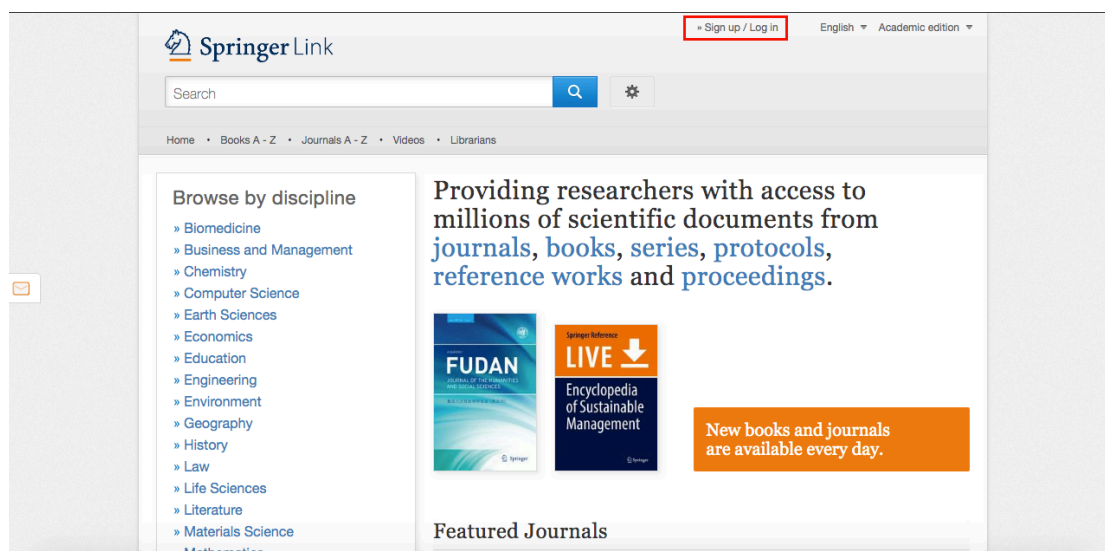 » Sign up / Log in English Academic edition
Springer Link
Search
Home • Books A - Z • Journals A - Z • Videos • Librarians
Browse by discipline
» Biomedicine
» Business and Management
» Chemistry
» Computer Science
» Earth Sciences
» Economics
» Education
» Engineering
» Environment
» Geography
» History
» Law
» Life Sciences
» Literature
» Materials Science
Providing researchers with access to
millions of scientific documents from
journals, books, series, protocols,
reference works and proceedings.
FUDAN
JOURNAL OF THE HUMANITIES
AND SOCIAL SCIENCES
Springer
Springer Reference
LIVE
Encyclopedia
of Sustainable
Management
Springer
New books and journals
are available every day.
Featured Journals